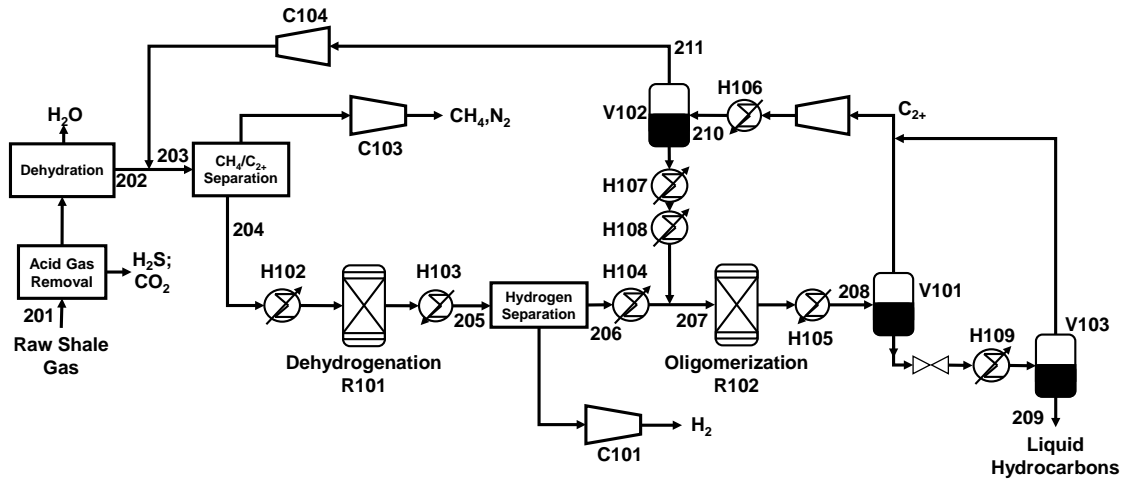 C104
211
H2O
203
Dehydration
202
CH4/C2+
Separation
C103
CH4,N2
V102
210
H106
C2+
H107
H108
204
Acid Gas
Removal
H2S;
CO2
201
Raw Shale
Gas
H102
H103
205
Dehydrogenation
R101
Hydrogen
Separation
206
H104
207
Oligomerization
R102
H105
208
V101
H109
V103
209
Liquid
Hydrocarbons
C101
H2